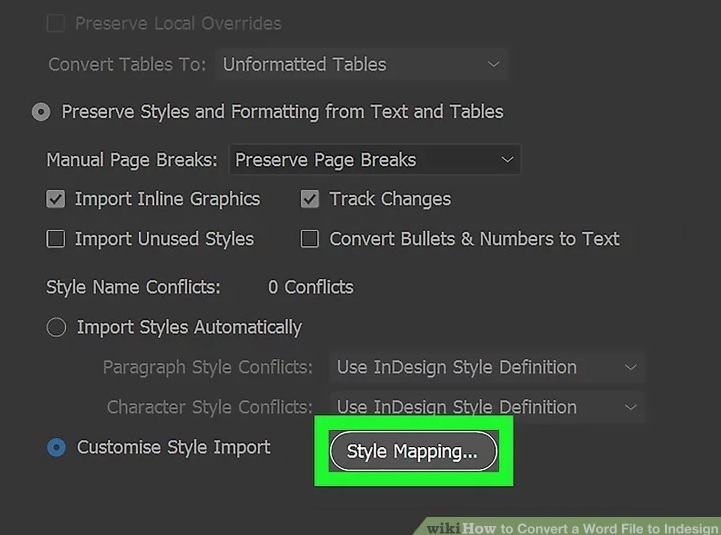 Preserve Local Overrides
Convert Tables To: Unformatted Tables
Preserve Styles and Formatting from Text and Tables
Manual Page Breaks: Preserve Page Breaks
Import Inline Graphics Track Changes
Import Unused Styles Convert Bullets & Numbers to Text
Style Name Conflicts: 0 Conflicts
Import Styles Automatically
Paragraph Style Conflicts: Use InDesign Style Definition
Character Style Conflicts: Use InDesign Style Definition
Customise Style Import Style Mapping...
wikiHow to Convert a Word File to Indesign